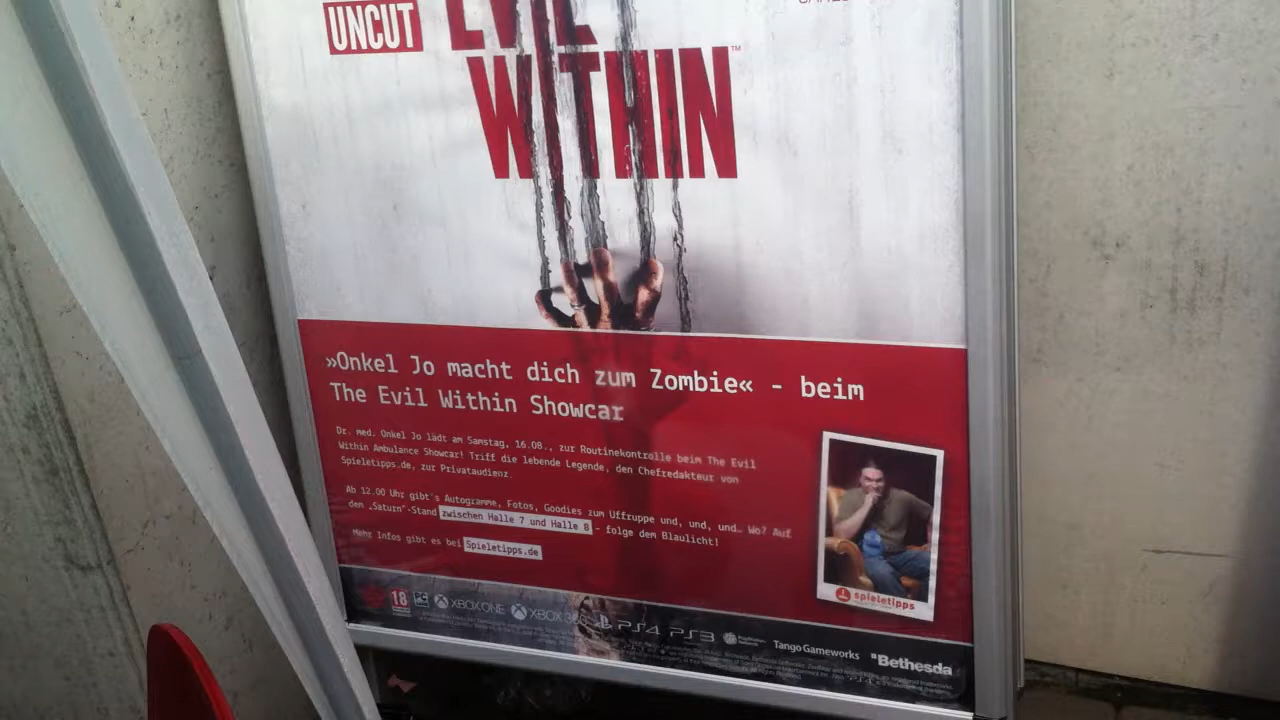 UNCUT
EVIL
WITHIN™
»Onkel Jo macht dich zum Zombie« - beim
The Evil Within Showcar
Dr. med. Onkel Jo lädt am Samstag, 16.08., zur Routinekontrolle beim The Evil
Within Ambulance Showcar! Triff die lebende Legende, den Chefredakteur von
Spieletipps.de, zur Privataudienz.
Ab 12.00 Uhr gibt's Autogramme, Fotos, Goodies zum Uffruppe und, und, und… Wo? Auf
dem „Saturn"-Stand zwischen Halle 7 und Halle 8 - folge dem Blaulicht!
Mehr Infos gibt es bei Spieletipps.de
spieletipps
18 PC XBOX ONE XBOX 360 PS4 PS3 Tango Gameworks Bethesda